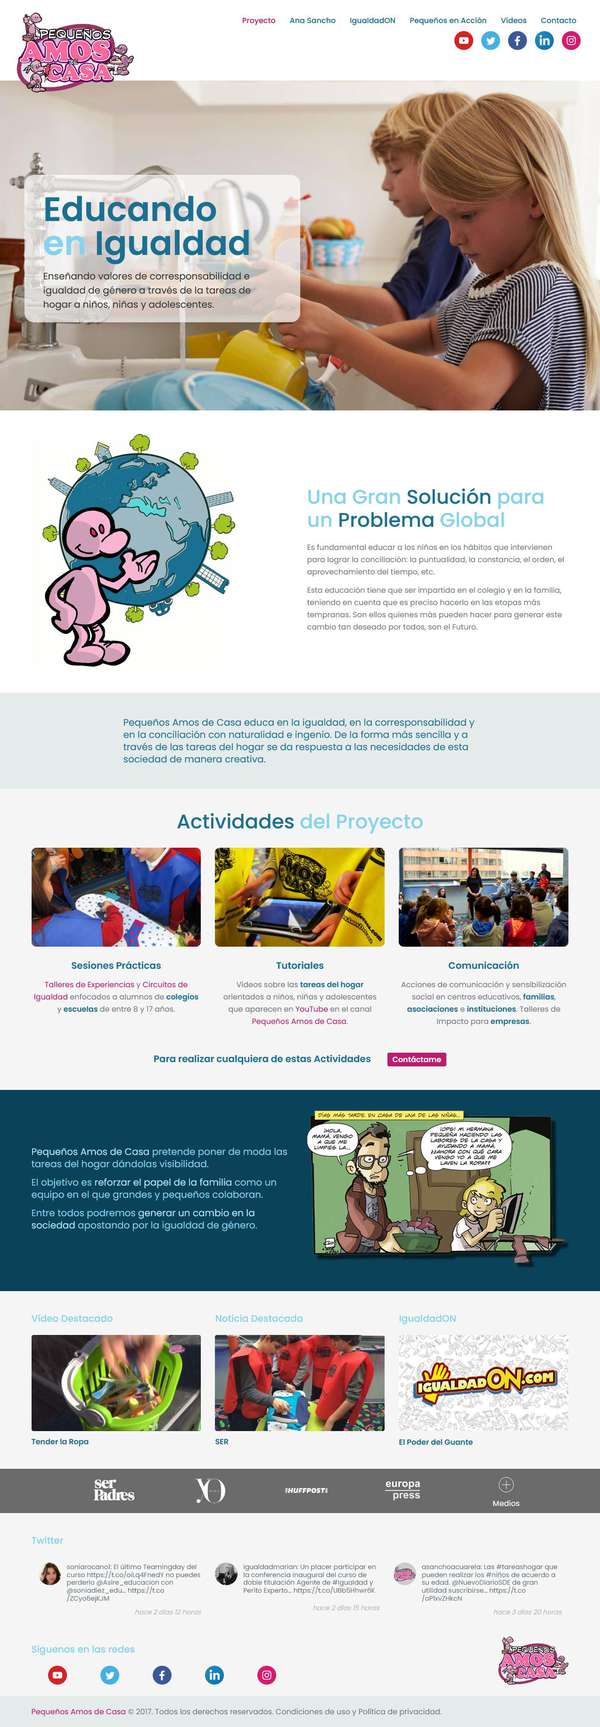 PEQUEÑOS
AMOS DE
CASA
Proyecto Ana Sancho IgualdadON Pequeños en Acción Vídeos Contacto
Educando
en Igualdad
Enseñando valores de corresponsabilidad e
igualdad de género a través de la tareas de
hogar a niños, niñas y adolescentes.
Una Gran Solución para
un Problema Global
Es fundamental educar a los niños en los hábitos que intervienen
para lograr la conciliación: la puntualidad, la constancia, el orden, el
aprovechamiento del tiempo, etc.
Esta educación tiene que ser impartida en el colegio y en la familia,
teniendo en cuenta que es preciso hacerlo en las etapas más
tempranas. Son ellos quienes más pueden hacer para generar este
cambio tan deseado por todos, son el Futuro.
Pequeños Amos de Casa educa en la igualdad, en la corresponsabilidad y
en la conciliación con naturalidad e ingenio. De la forma más sencilla y a
través de las tareas del hogar se da respuesta a las necesidades de esta
sociedad de manera creativa.
Actividades del Proyecto
AMOS
CASA
Sesiones Prácticas
Talleres de Experiencias y Circuitos de
Igualdad enfocados a alumnos de colegios
y escuelas de entre 8 y 17 años.
Tutoriales
Vídeos sobre las tareas del hogar
orientados a niños, niñas y adolescentes
que aparecen en YouTube en el canal
Pequeños Amos de Casa.
Comunicación
Acciones de comunicación y sensibilización
social en centros educativos, familias,
asociaciones e instituciones. Talleres de
Impacto para empresas.
Para realizar cualquiera de estas Actividades Contáctame
Pequeños Amos de Casa pretende poner de moda las
tareas del hogar dándolas visibilidad.
El objetivo es reforzar el papel de la familia como un
equipo en el que grandes y pequeños colaboran.
Entre todos podremos generar un cambio en la
sociedad apostando por la igualdad de género.
DÍAS MÁS TARDE, EN CASA DE UNA DE LAS NIÑAS...
¡HOLA,
MAMÁ, VENGO
A QUE ME
LIMPIES LA...
¡OPS! MI HERMANA
PEQUEÑA HACIENDO LAS
LABORES DE LA CASA Y
AYUDANDO A MAMÁ.
¡¿AHORA CON QUÉ CARA
VENGO YO A QUE ME
LAVEN LA ROPA?!
Vídeo Destacado
Tender la Ropa
Noticia Destacada
SER
IgualdadON
IGUALDADON.COM
El Poder del Guante
ser
Padres
YO
IHUFFPOSTI
europa
press
Medios
Twitter
soniarocano1: El último Teamingday del
curso https://t.co/oiLq4FnedY no puedes
perderlo @Asire_educacion con
@soniadiez_edu... https://t.co
/ZCyo6ejKJM
hace 2 días 12 horas
igualdadmarian: Un placer participar en
la conferencia inaugural del curso de
doble titulación Agente de #Igualdad y
Perito Experto... https://t.co/UBb5Hhwr6K
hace 2 días 15 horas
asanchoacuarela: Las #tareashogar que
pueden realizar los #niños de acuerdo a
su edad. @NuevoDiarioSDE de gran
utilidad suscribirse... https://t.co
/aP1xvZHkcN
hace 3 días 20 horas
Síguenos en las redes
PEQUEÑOS
AMOS DE
CASA
Pequeños Amos de Casa © 2017. Todos los derechos reservados. Condiciones de uso y Política de privacidad.